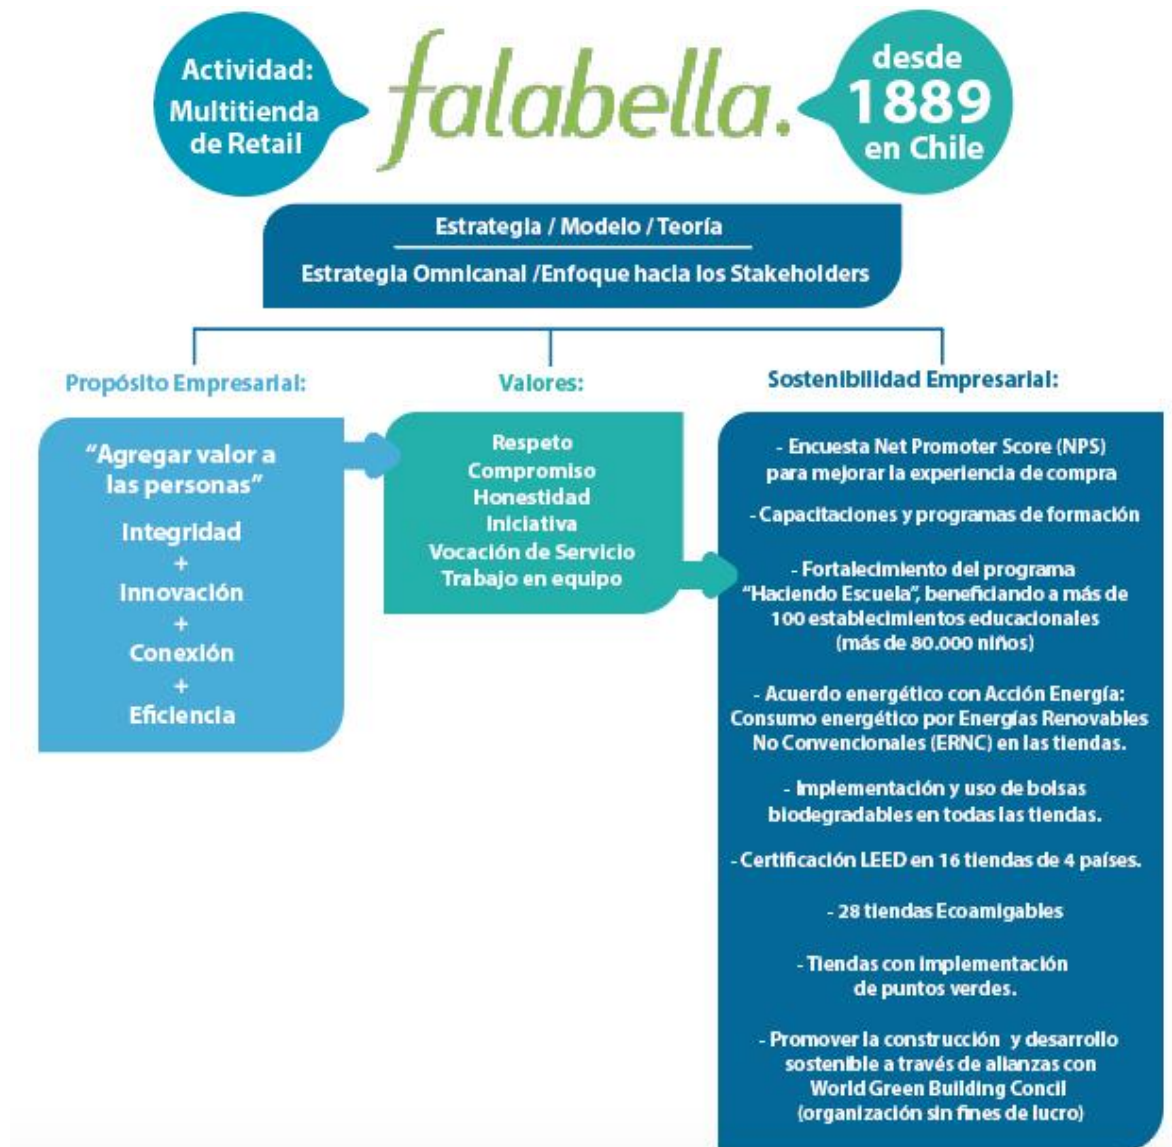 Actividad:
Multitienda
de Retail
falabella.
desde
1889
en Chile
Estrategia / Modelo / Teoría
Estrategia Omnicanal /Enfoque hacia los Stakeholders
Propósito Empresarial:
"Agregar valor a
las personas"
Integridad
+
Innovación
+
Conexión
+
Eficiencia
Valores:
Respeto
Compromiso
Honestidad
Iniciativa
Vocación de Servicio
Trabajo en equipo
Sostenibilidad Empresarial:
- Encuesta Net Promoter Score (NPS)
para mejorar la experiencia de compra
- Capacitaciones y programas de formación
- Fortalecimiento del programa
"Haciendo Escuela", beneficiando a más de
100 establecimientos educacionales
(más de 80.000 niños)
- Acuerdo energético con Acción Energía:
Consumo energético por Energías Renovables
No Convencionales (ERNC) en las tiendas.
- Implementación y uso de bolsas
biodegradables en todas las tiendas.
- Certificación LEED en 16 tiendas de 4 países.
- 28 tiendas Ecoamigables
- Tiendas con implementación
de puntos verdes.
- Promover la construcción y desarrollo
sostenible a través de alianzas con
World Green Building Concil
(organización sin fines de lucro)